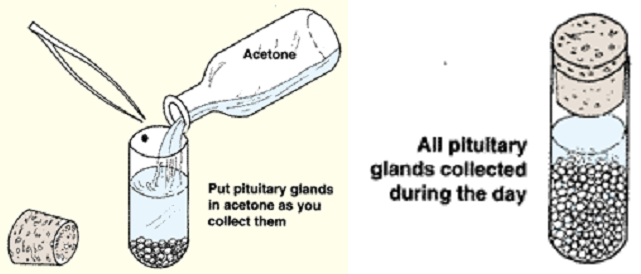 Acetone
Put pituitary glands
in acetone as you
collect them
All pituitary
glands collected
during the day